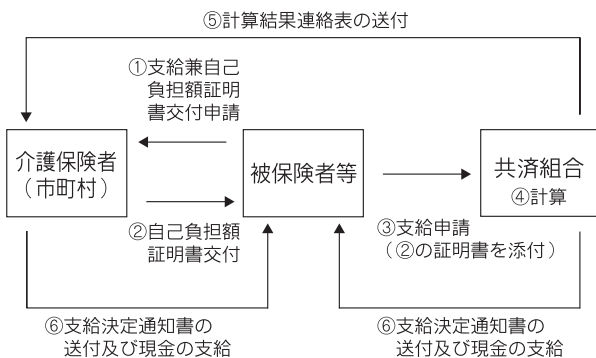 ⑤計算結果連絡表の送付
①支給兼自己
負担額証明
書交付申請
介護保険者
（市町村）
被保険者等
共済組合
④計算
②自己負担額
証明書交付
③支給申請
（②の証明書を添付）
⑥支給決定通知書の
送付及び現金の支給
⑥支給決定通知書の
送付及び現金の支給